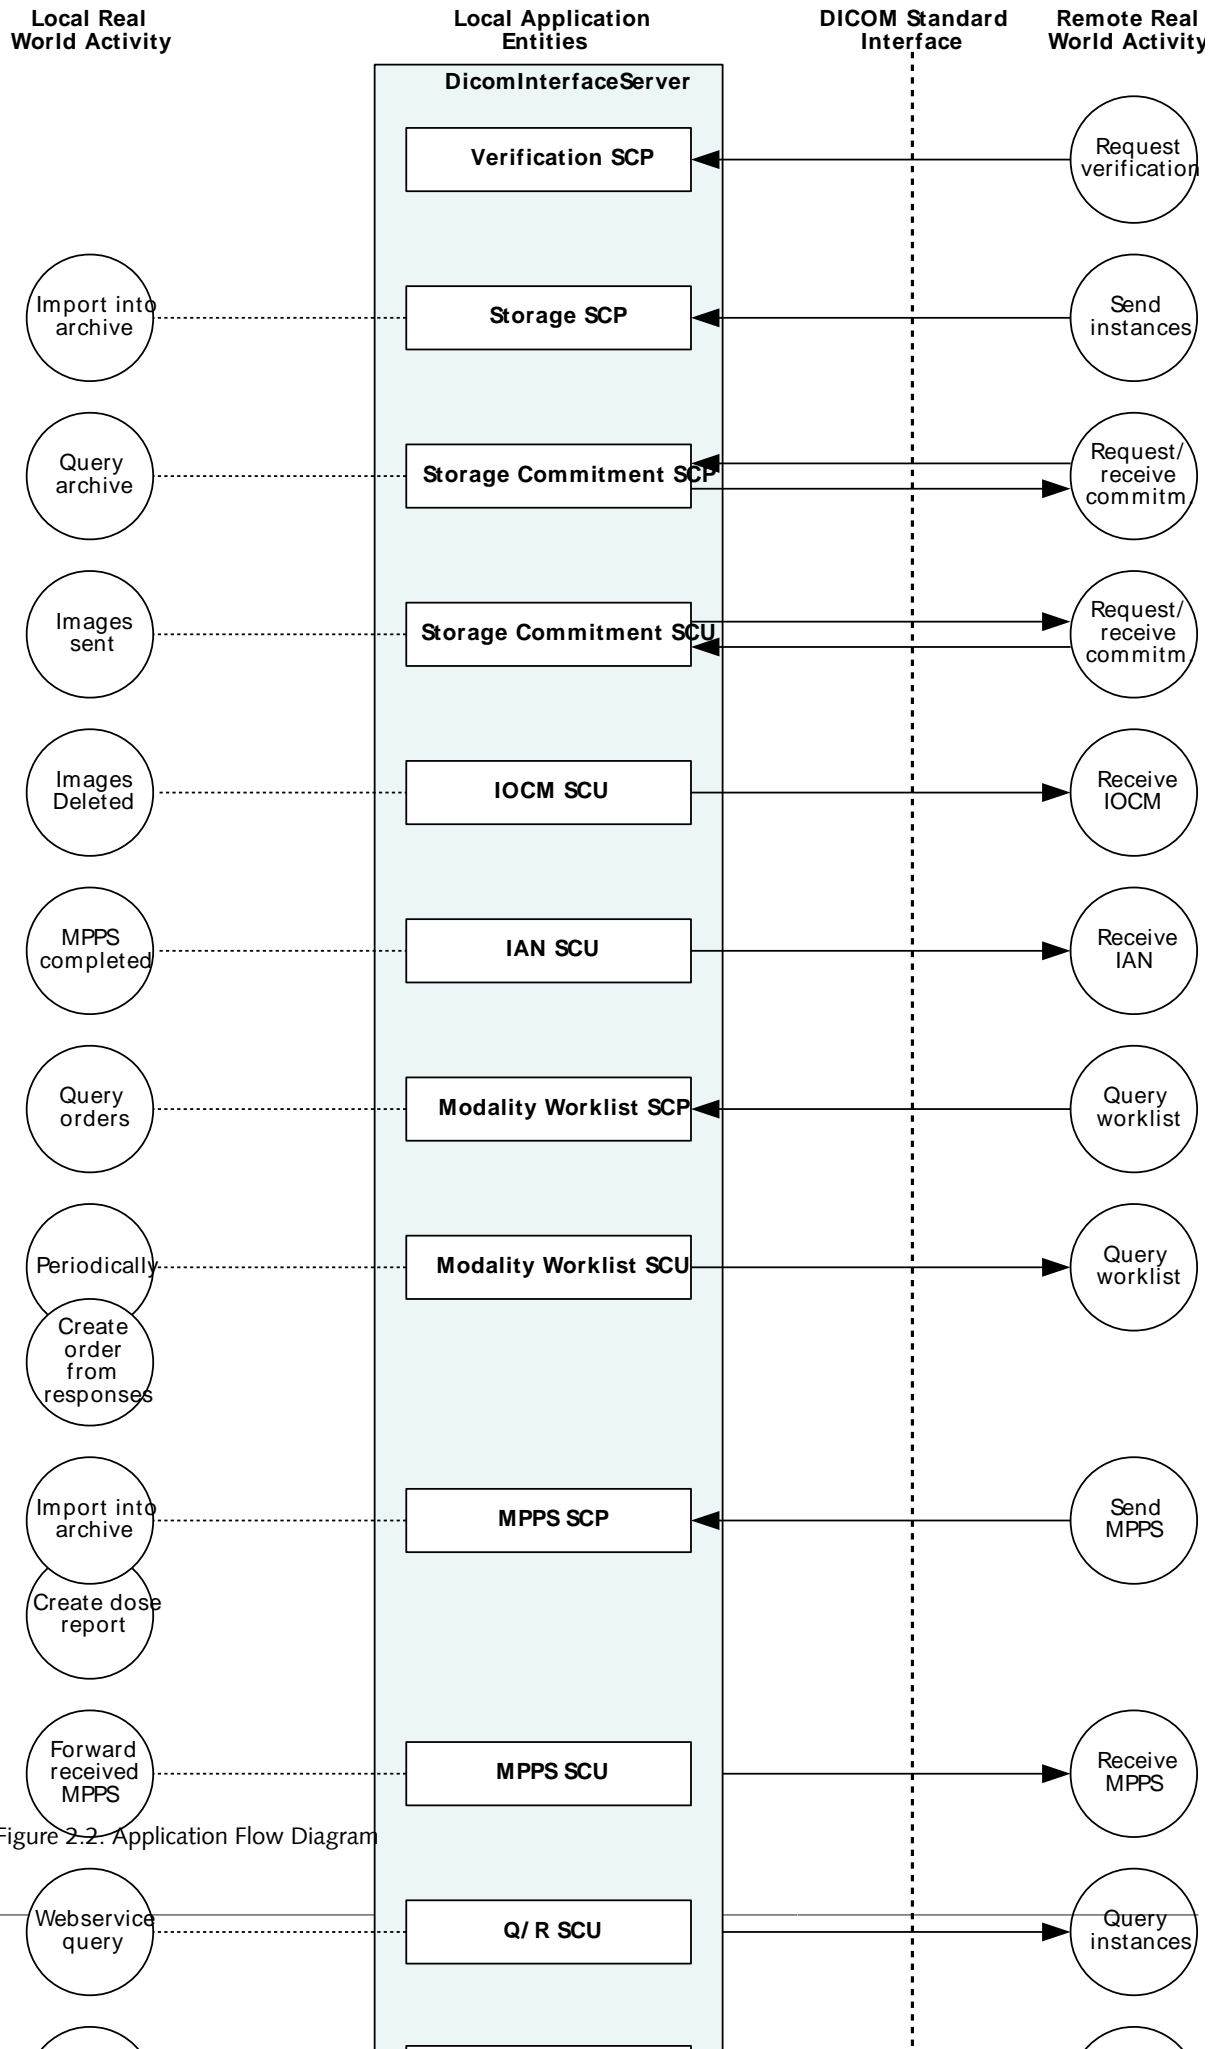 Local Real
World Activity
Local Application
Entities
DICOM Standard
Interface
Remote Real
World Activity
DicomInterfaceServer
Verification SCP
Request
verification
Import into
archive
Storage SCP
Send
instances
Query
archive
Storage Commitment SCP
Request/
receive
commitm.
Images
sent
Storage Commitment SCU
Request/
receive
commitm.
Images
Deleted
IOCM SCU
Receive
IOCM
MPPS
completed
IAN SCU
Receive
IAN
Query
orders
Modality Worklist SCP
Query
worklist
Periodically
Modality Worklist SCU
Query
worklist
Create
order
from
responses
Import into
archive
MPPS SCP
Send
MPPS
Create dose
report
Forward
received
MPPS
MPPS SCU
Receive
MPPS
Figure 2.2. Application Flow Diagram
Webservice
query
Q/R SCU
Query
instances